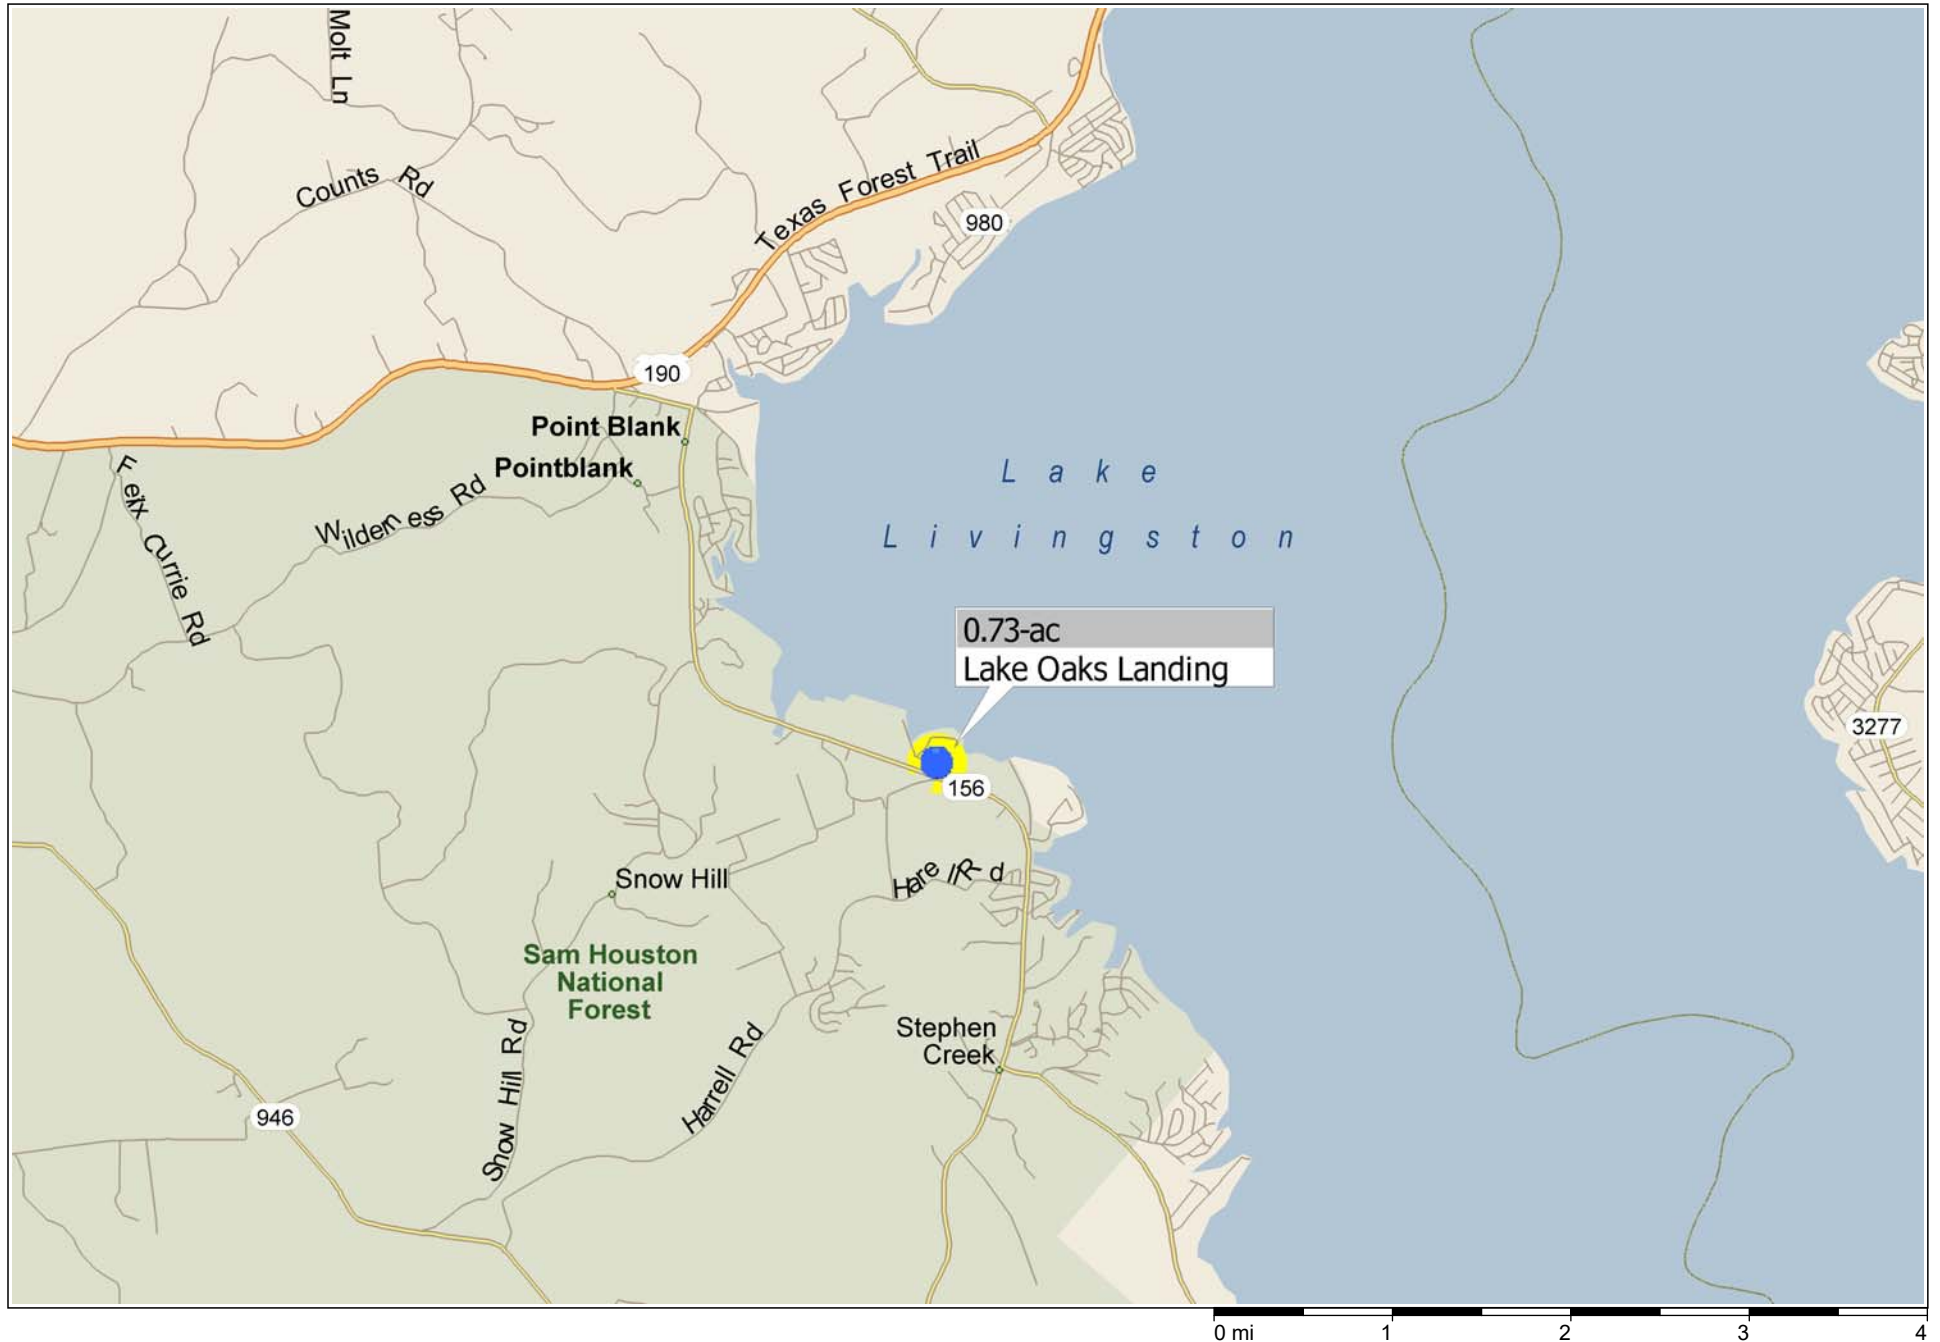 Molt Ln
Counts Rd
Texas Forest Trail
980
190
Point Blank
Pointblank
Felix Currie Rd
Wilderness Rd
Lake
Livingston
0.73-ac
Lake Oaks Landing
3277
156
Harell Rd
Snow Hill
Sam Houston
National
Forest
Stephen
Creek
Snow Hill Rd
Harrell Rd
946
0 mi
1
2
3
4